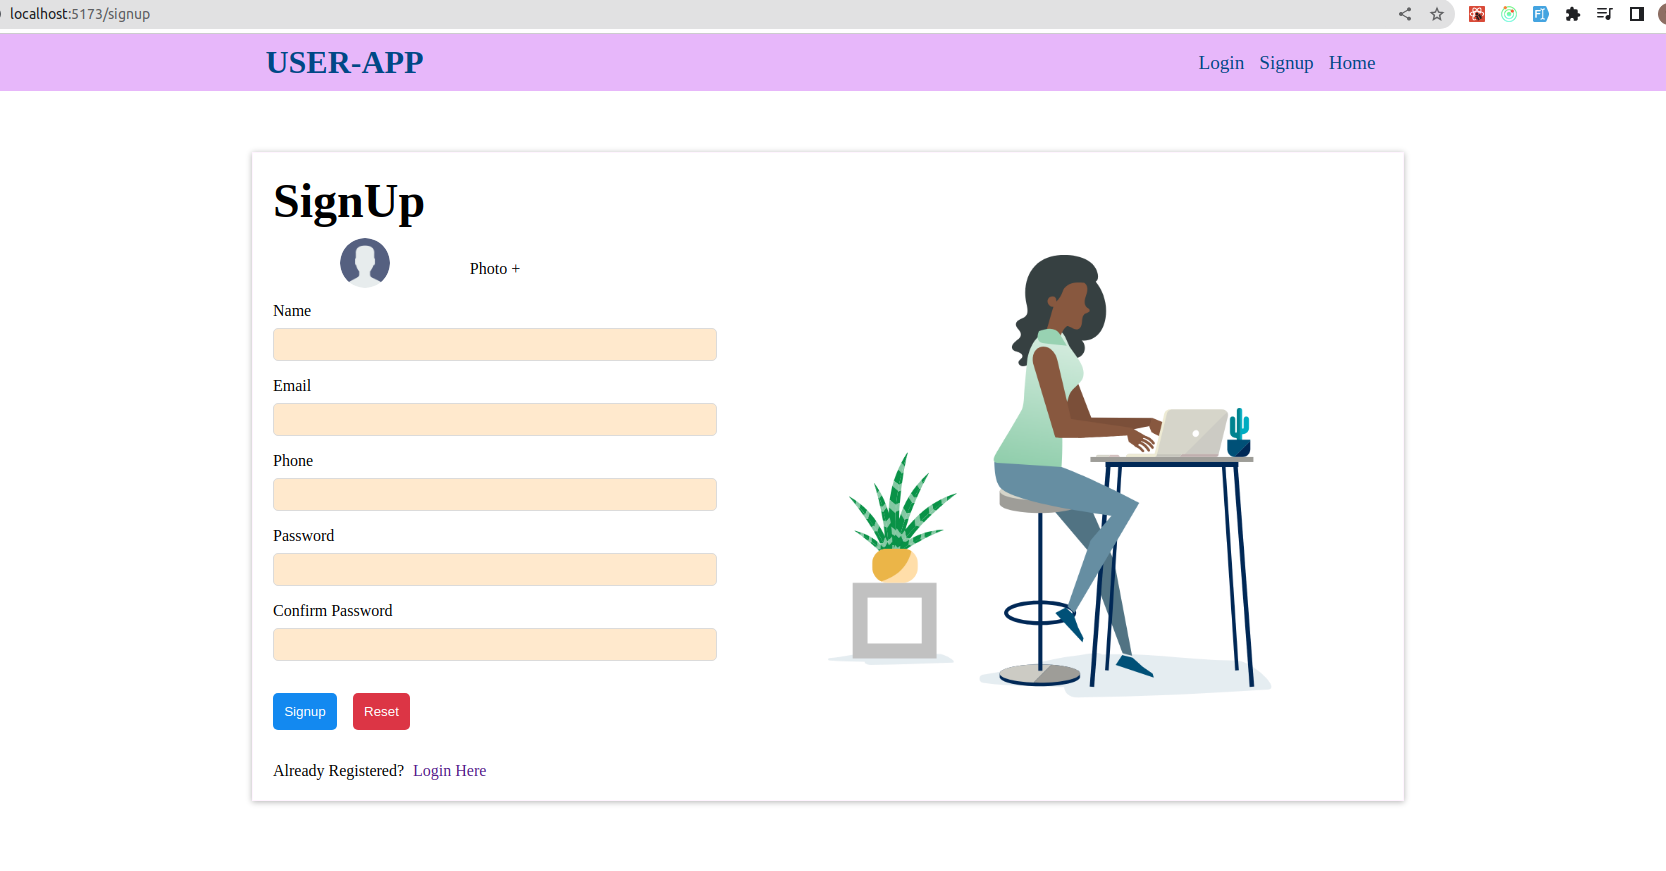 localhost:5173/signup
USER-APP
Login Signup Home
SignUp
Photo +
Name
Email
Phone
Password
Confirm Password
Signup Reset
Already Registered? Login Here